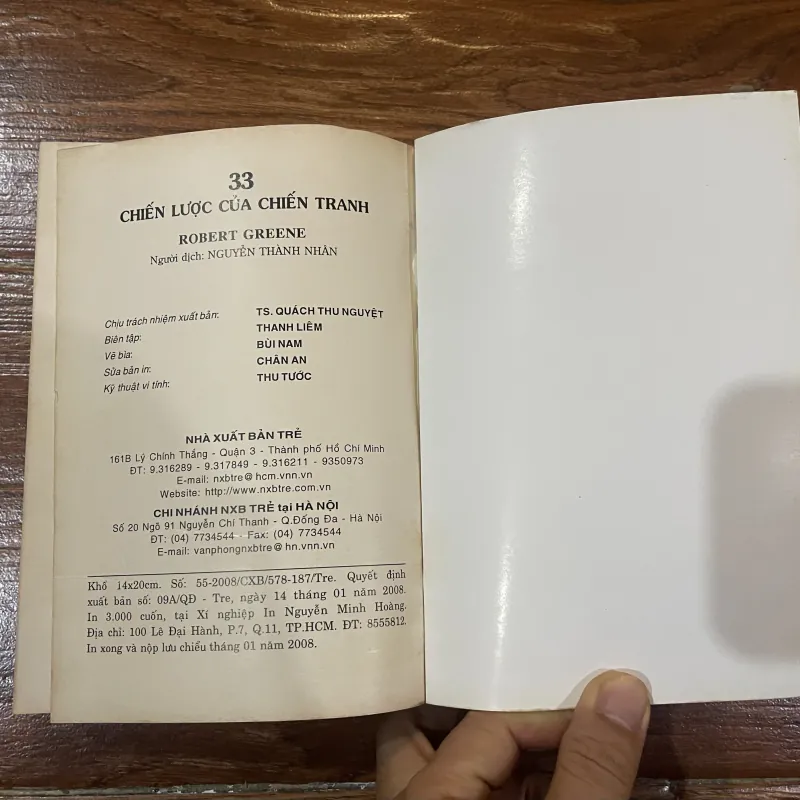 33
CHIẾN LƯỢC CỦA CHIẾN TRANH
ROBERT GREENE
Người dịch: NGUYỄN THÀNH NHÂN
Chịu trách nhiệm xuất bản: TS. QUÁCH THU NGUYỆT
Biên tập: THANH LIÊM
Vẽ bìa: BÙI NAM
Sửa bản in: CHÂN AN
Kỹ thuật vi tính: THU TƯỚC
NHÀ XUẤT BẢN TRẺ
161B Lý Chính Thắng - Quận 3 - Thành phố Hồ Chí Minh
ĐT: 9.316289 - 9.317849 - 9.316211 - 9350973
E-mail: nxbtre@hcm.vnn.vn
Website: http://www.nxbtre.com.vn
CHI NHÁNH NXB TRẺ tại HÀ NỘI
Số 20 Ngõ 91 Nguyễn Chí Thanh - Q.Đống Đa - Hà Nội
ĐT: (04) 7734544 - Fax: (04) 7734544
E-mail: vanphongnxbtre@hn.vnn.vn
Khổ 14x20cm. Số: 55-2008/CXB/578-187/Tre. Quyết định
xuất bản số: 09A/QĐ - Tre, ngày 14 tháng 01 năm 2008.
In 3.000 cuốn, tại Xí nghiệp In Nguyễn Minh Hoàng.
Địa chỉ: 100 Lê Đại Hành, P.7, Q.11, TP.HCM. ĐT: 8555812.
In xong và nộp lưu chiểu tháng 01 năm 2008.